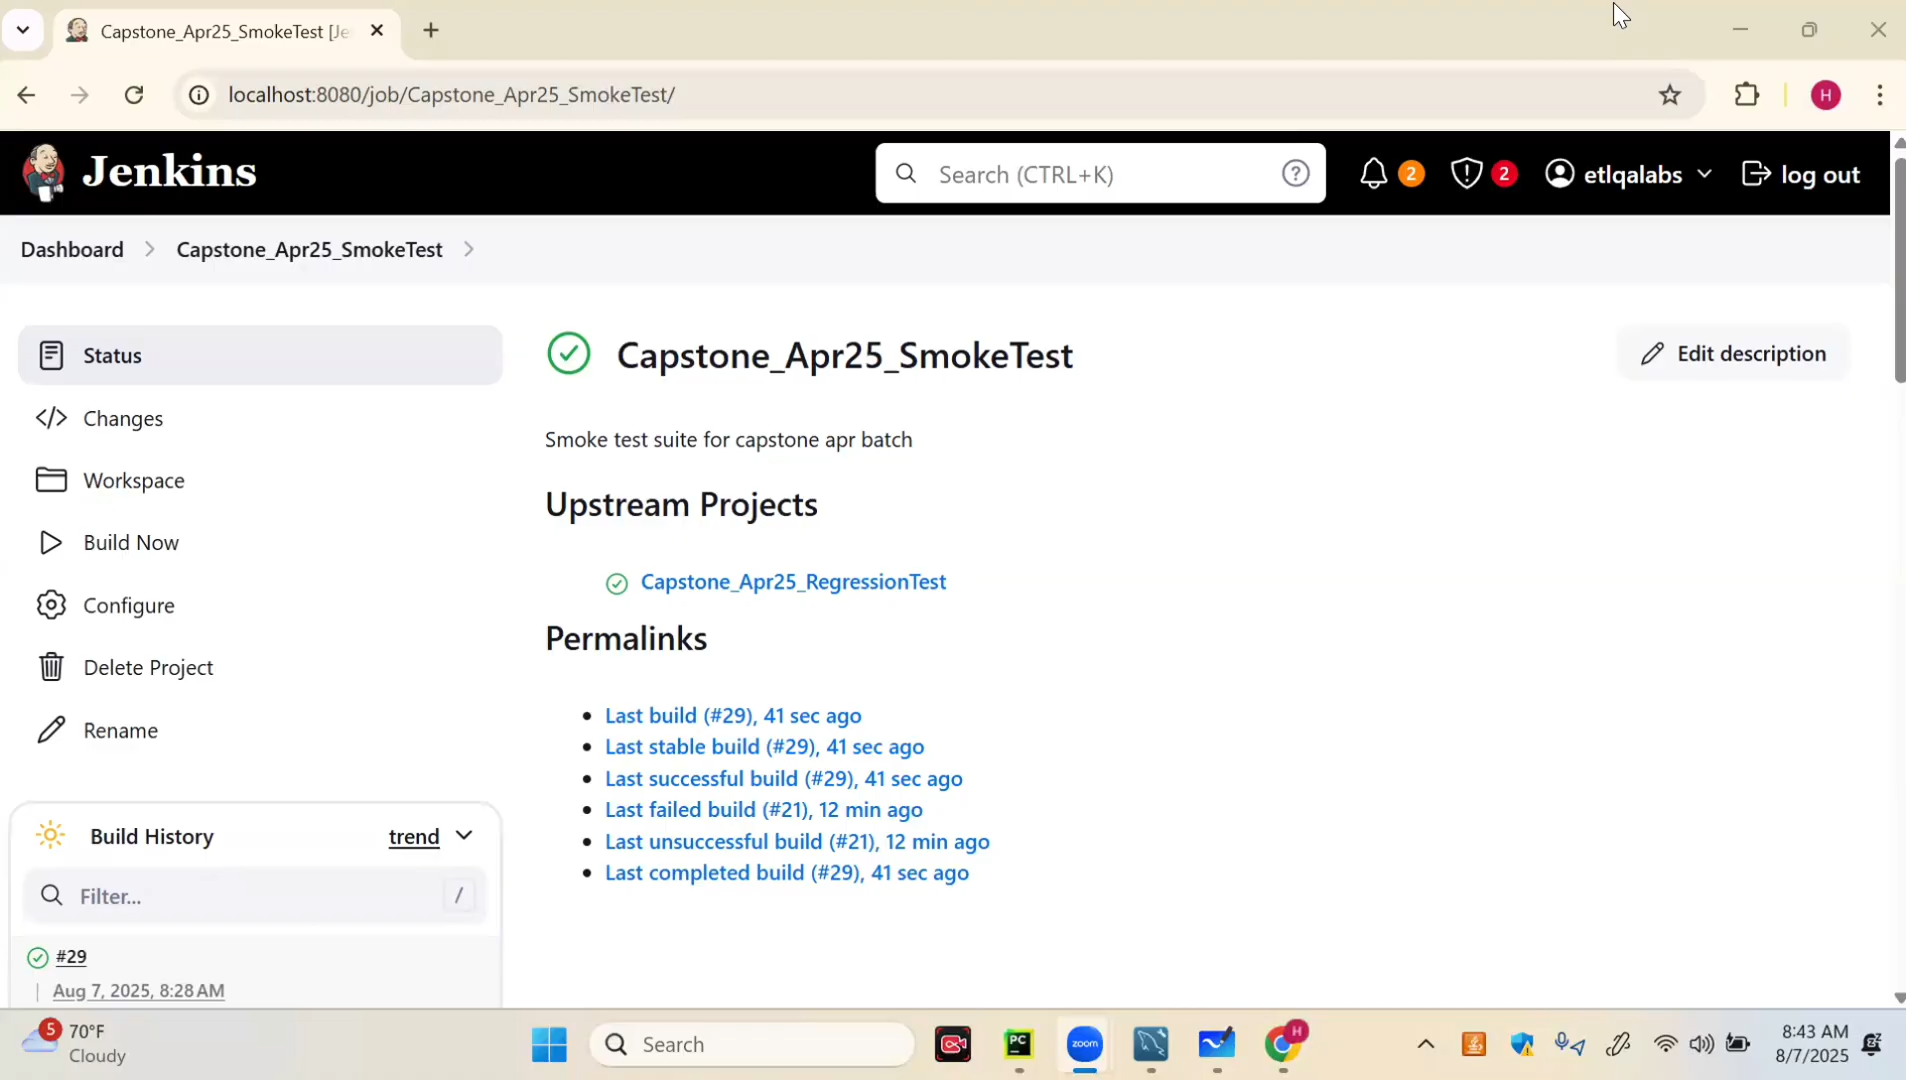 Capstone_Apr25_SmokeTest [Je
localhost:8080/job/Capstone_Apr25_SmokeTest/
H
Jenkins
Search (CTRL+K)
?
2
2
etlqalabs
log out
Dashboard
Capstone_Apr25_SmokeTest
Status
Changes
Workspace
Build Now
Configure
Delete Project
Rename
Capstone_Apr25_SmokeTest
Edit description
Smoke test suite for capstone apr batch
Upstream Projects
Capstone_Apr25_RegressionTest
Permalinks
Last build (#29), 41 sec ago
Last stable build (#29), 41 sec ago
Last successful build (#29), 41 sec ago
Last failed build (#21), 12 min ago
Last unsuccessful build (#21), 12 min ago
Last completed build (#29), 41 sec ago
Build History
trend
Filter...
/
#29
Aug 7, 2025, 8:28 AM
5
70°F
Cloudy
Search
PC
zoom
H
8:43 AM
8/7/2025